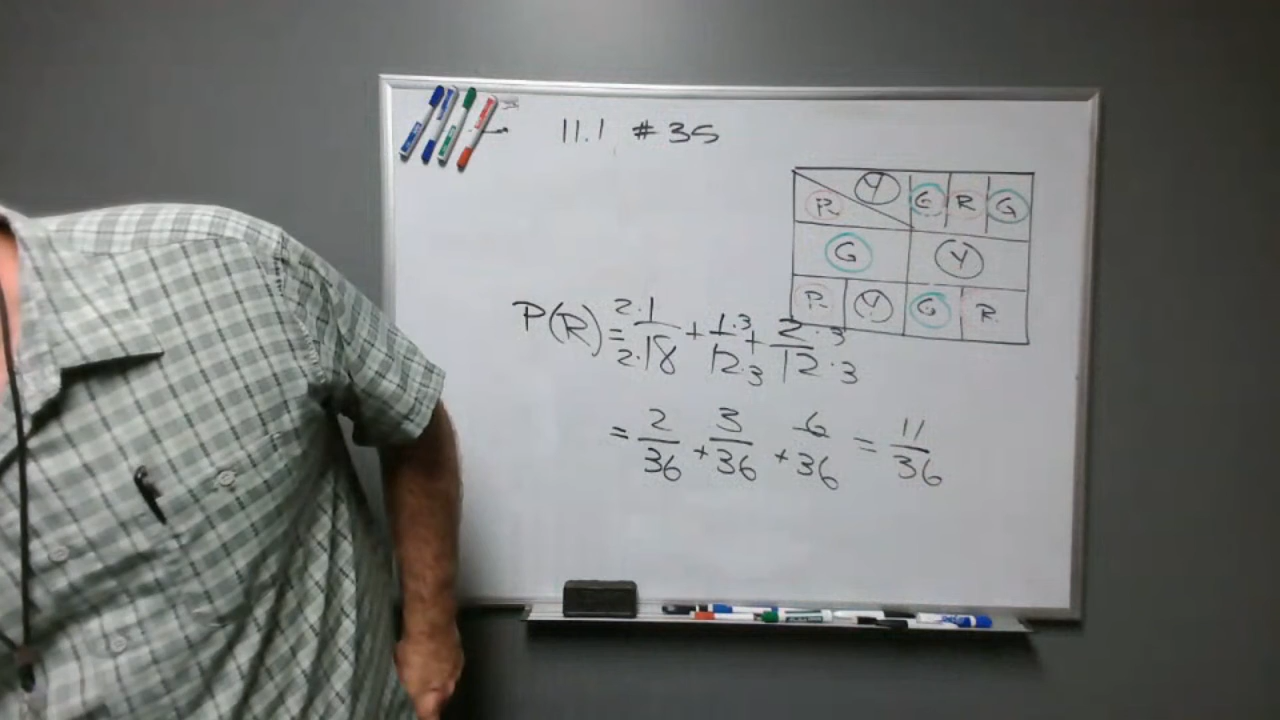 11.1 # 35
Y G R G
R
G Y
R Y G R
P(R) = 2·1/2·18 + 1·3/12·3 + 2·3/12·3
= 2/36 + 3/36 + 6/36 = 11/36